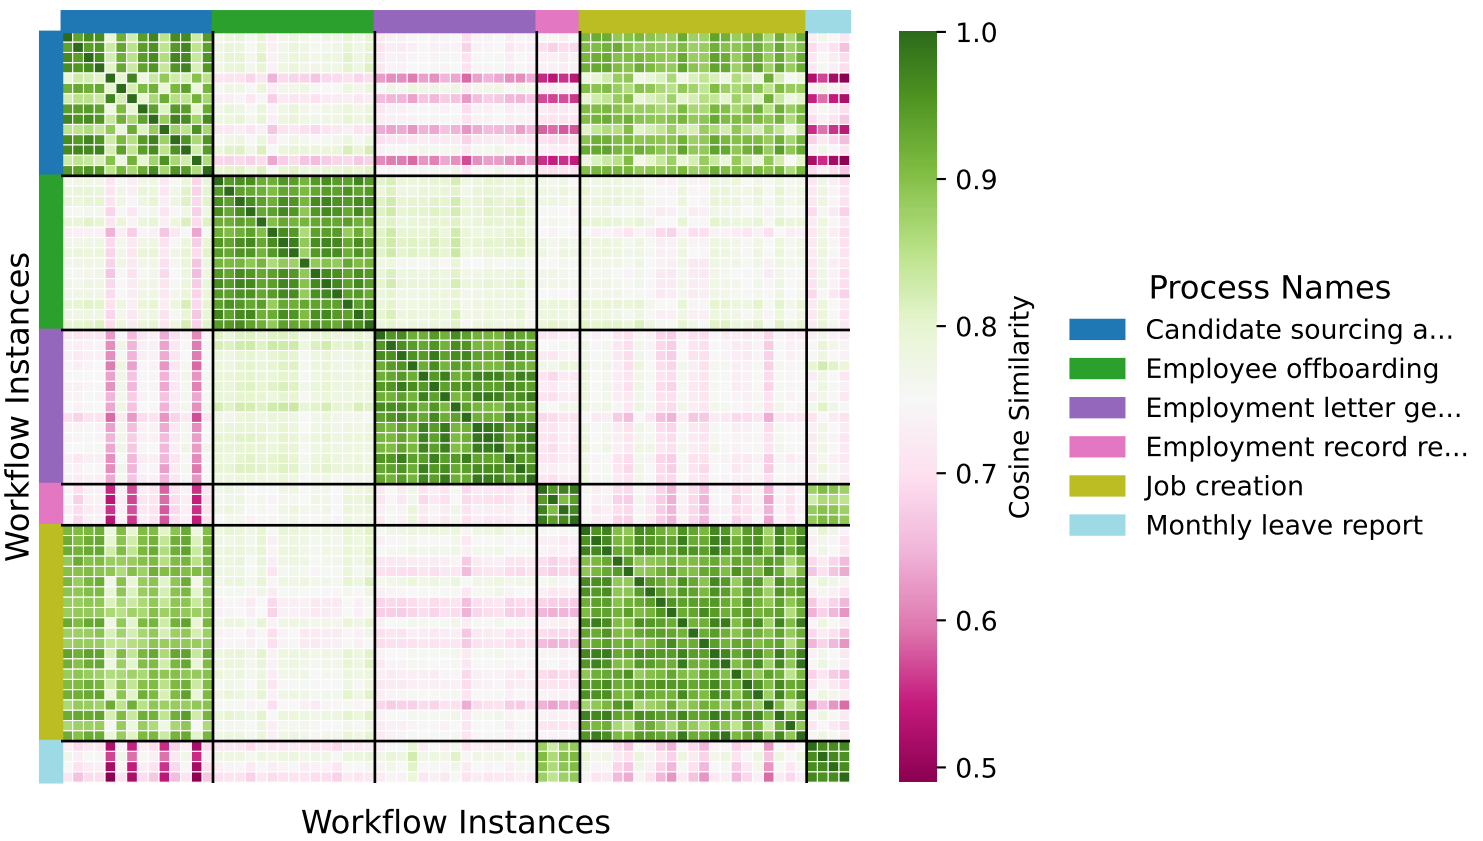 Workflow Instances
Workflow Instances
1.0
0.9
0.8
0.7
0.6
0.5
Cosine Similarity
Process Names
Candidate sourcing a...
Employee offboarding
Employment letter ge...
Employment record re...
Job creation
Monthly leave report